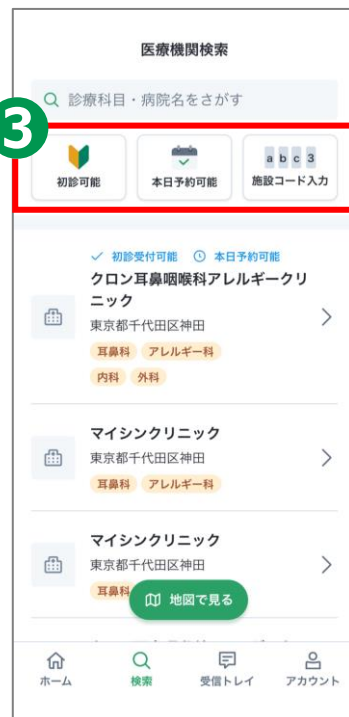 医療機関検索
診療科目・病院名をさがす
3
初診可能
本日予約可能
a b c 3
施設コード入力
初診受付可能 本日予約可能
クロン耳鼻咽喉科アレルギークリ
ニック
東京都千代田区神田
耳鼻科 アレルギー科
内科 外科
マイシンクリニック
東京都千代田区神田
耳鼻科 アレルギー科
マイシンクリニック
東京都千代田区神田
耳鼻科
地図で見る
ホーム 検索 受信トレイ アカウント